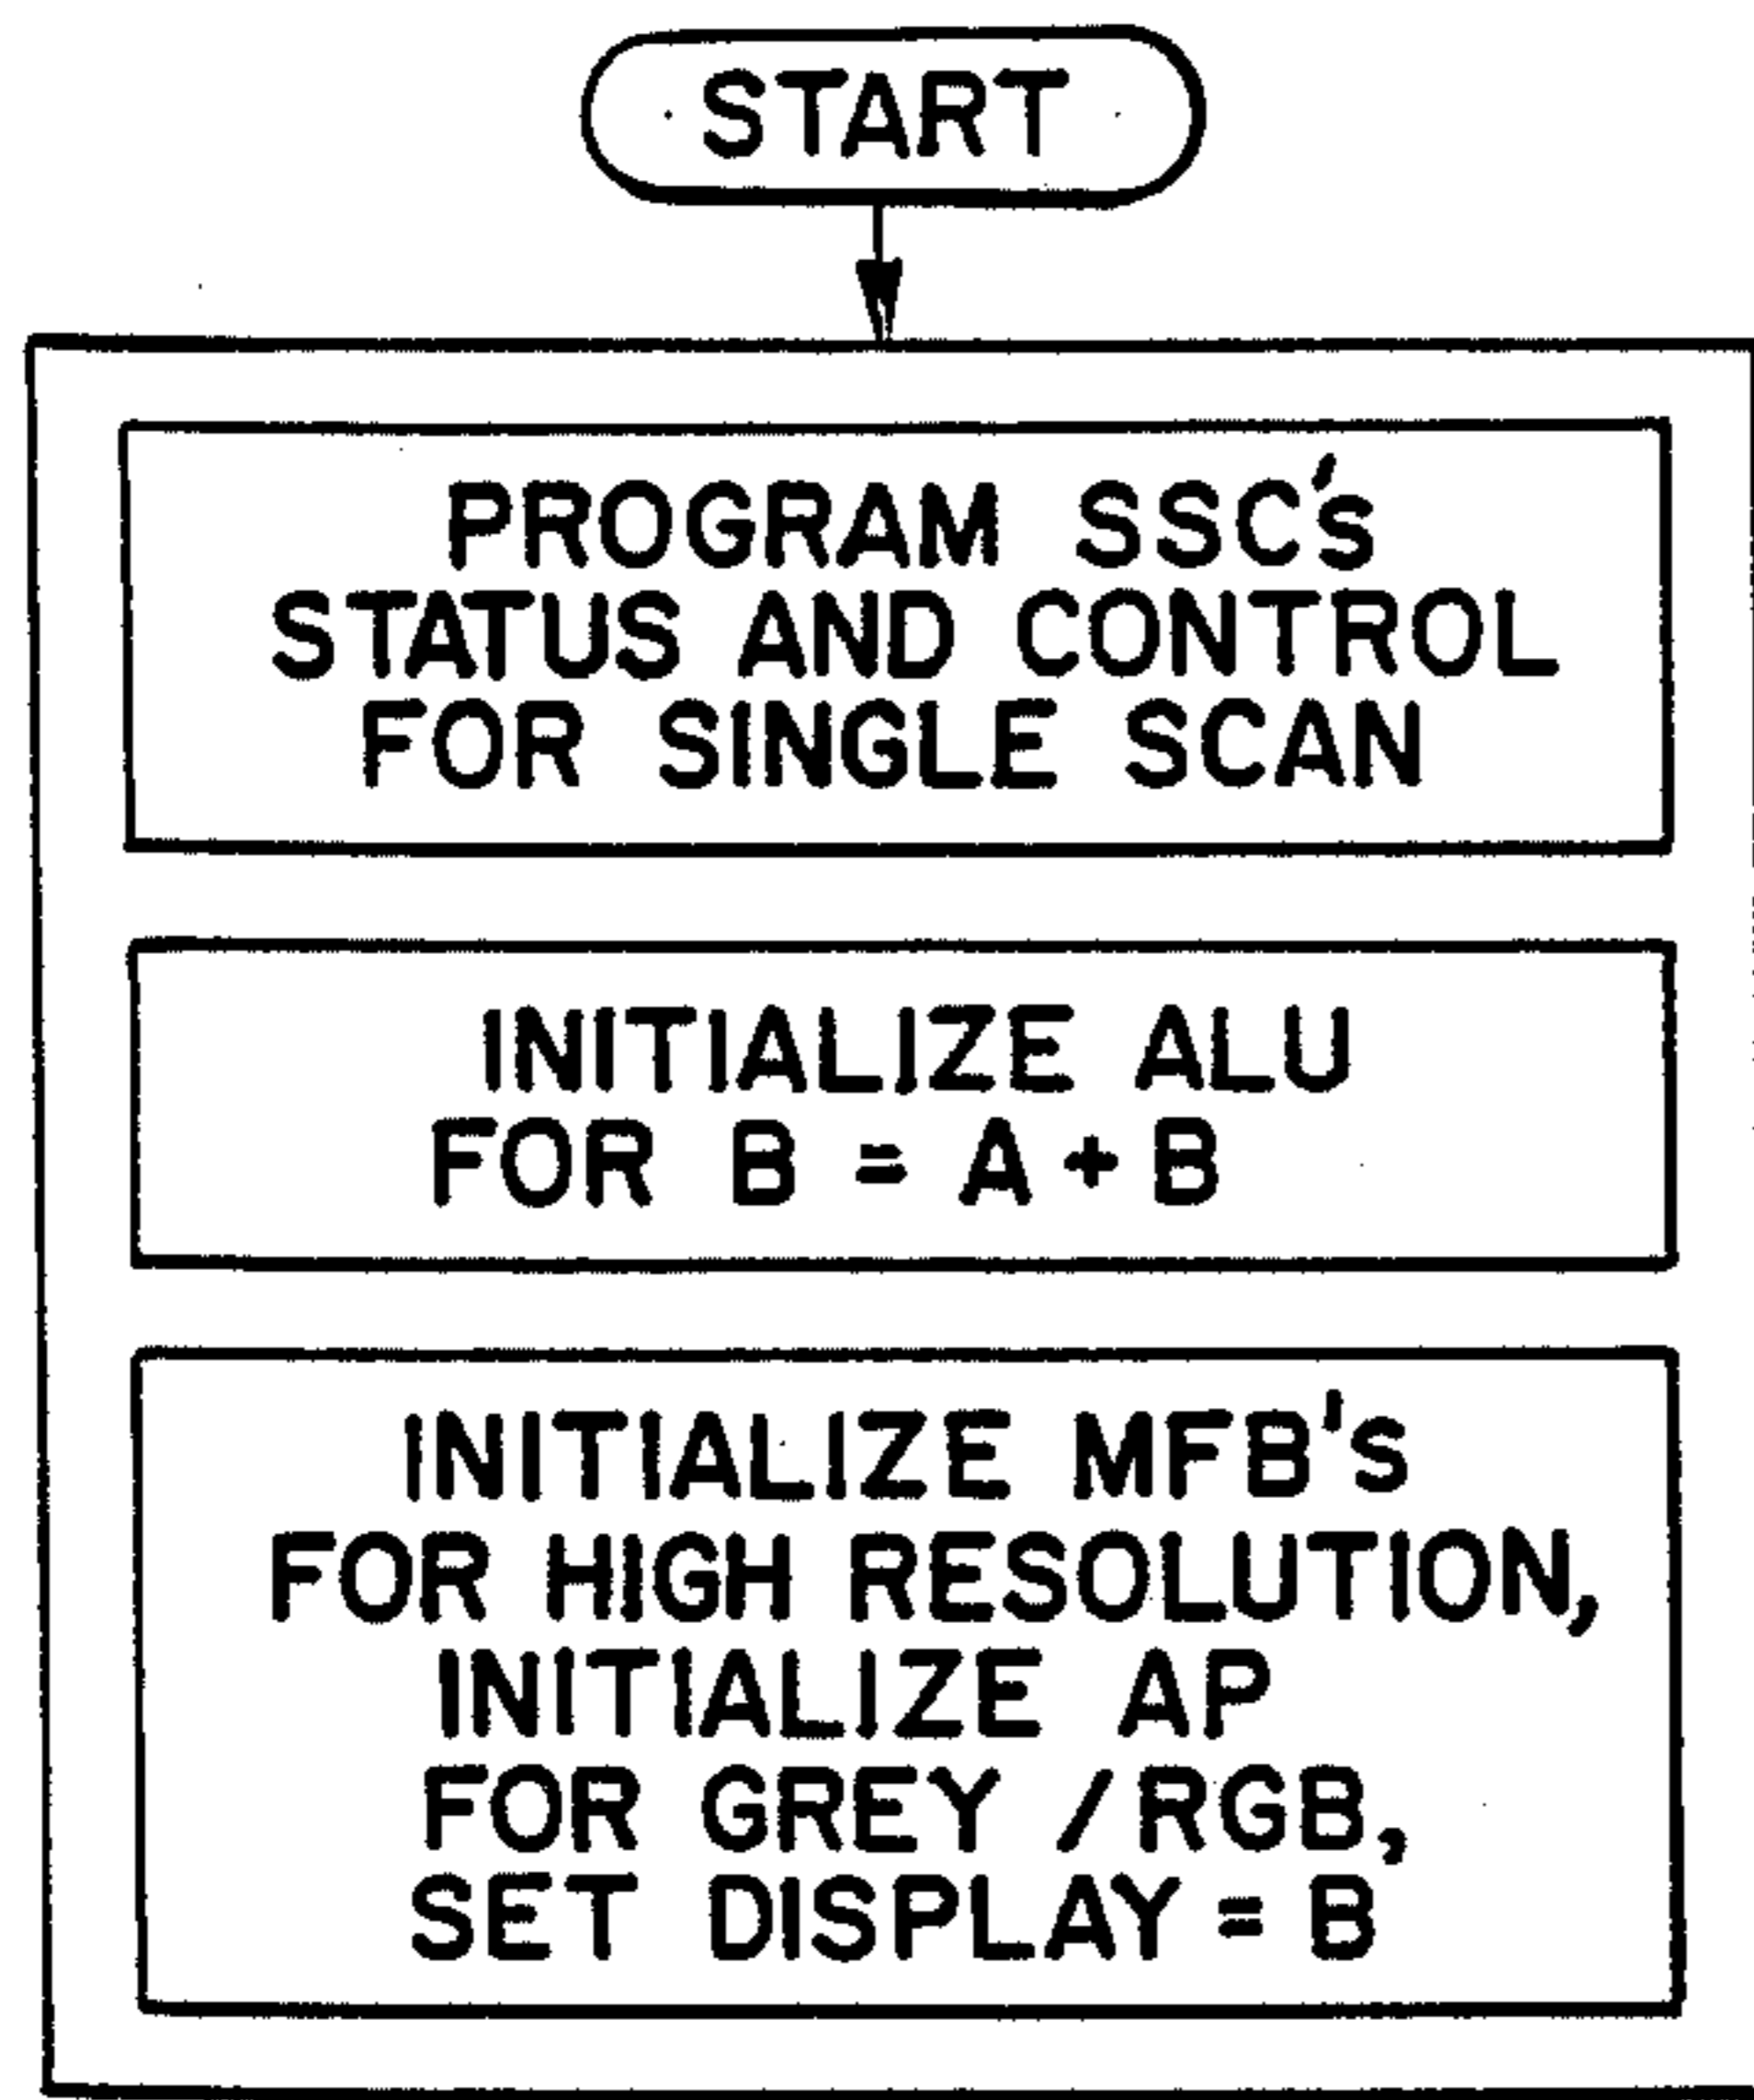 START
PROGRAM SSC's
STATUS AND CONTROL
FOR SINGLE SCAN
INITIALIZE ALU
FOR B = A + B
INITIALIZE MFB's
FOR HIGH RESOLUTION,
INITIALIZE AP
FOR GREY / RGB,
SET DISPLAY = B